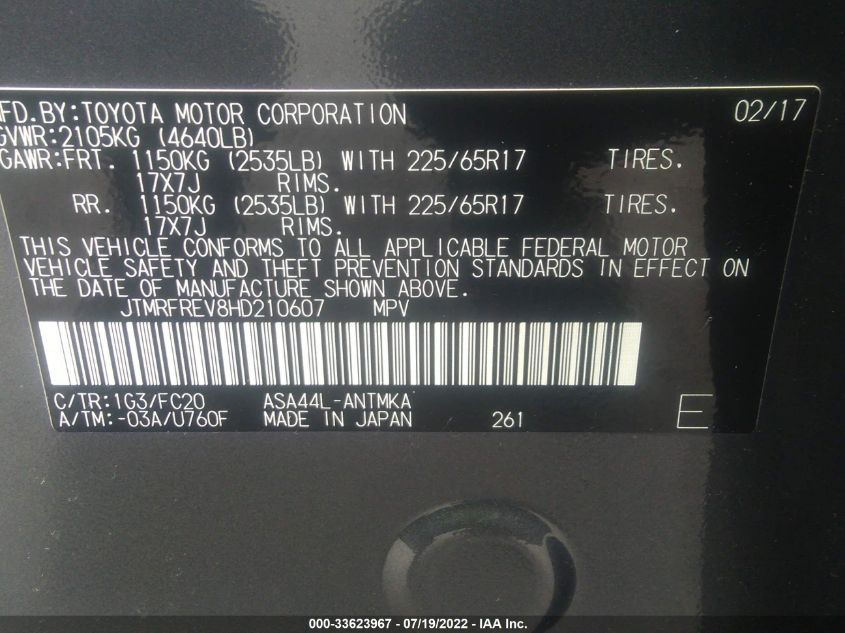 MFD.BY:TOYOTA MOTOR CORPORATION 02/17
GVWR:2105KG (4640LB)
GAWR:FRT. 1150KG (2535LB) WITH 225/65R17 TIRES.
17X7J RIMS.
RR. 1150KG (2535LB) WITH 225/65R17 TIRES.
17X7J RIMS.
THIS VEHICLE CONFORMS TO ALL APPLICABLE FEDERAL MOTOR
VEHICLE SAFETY AND THEFT PREVENTION STANDARDS IN EFFECT ON
THE DATE OF MANUFACTURE SHOWN ABOVE.
JTMRFREV8HD210607 MPV
C/TR:1G3/FC20 ASA44L-ANTMKA
A/TM:-03A/U760F MADE IN JAPAN 261 E
000-33623967 - 07/19/2022 - IAA Inc.